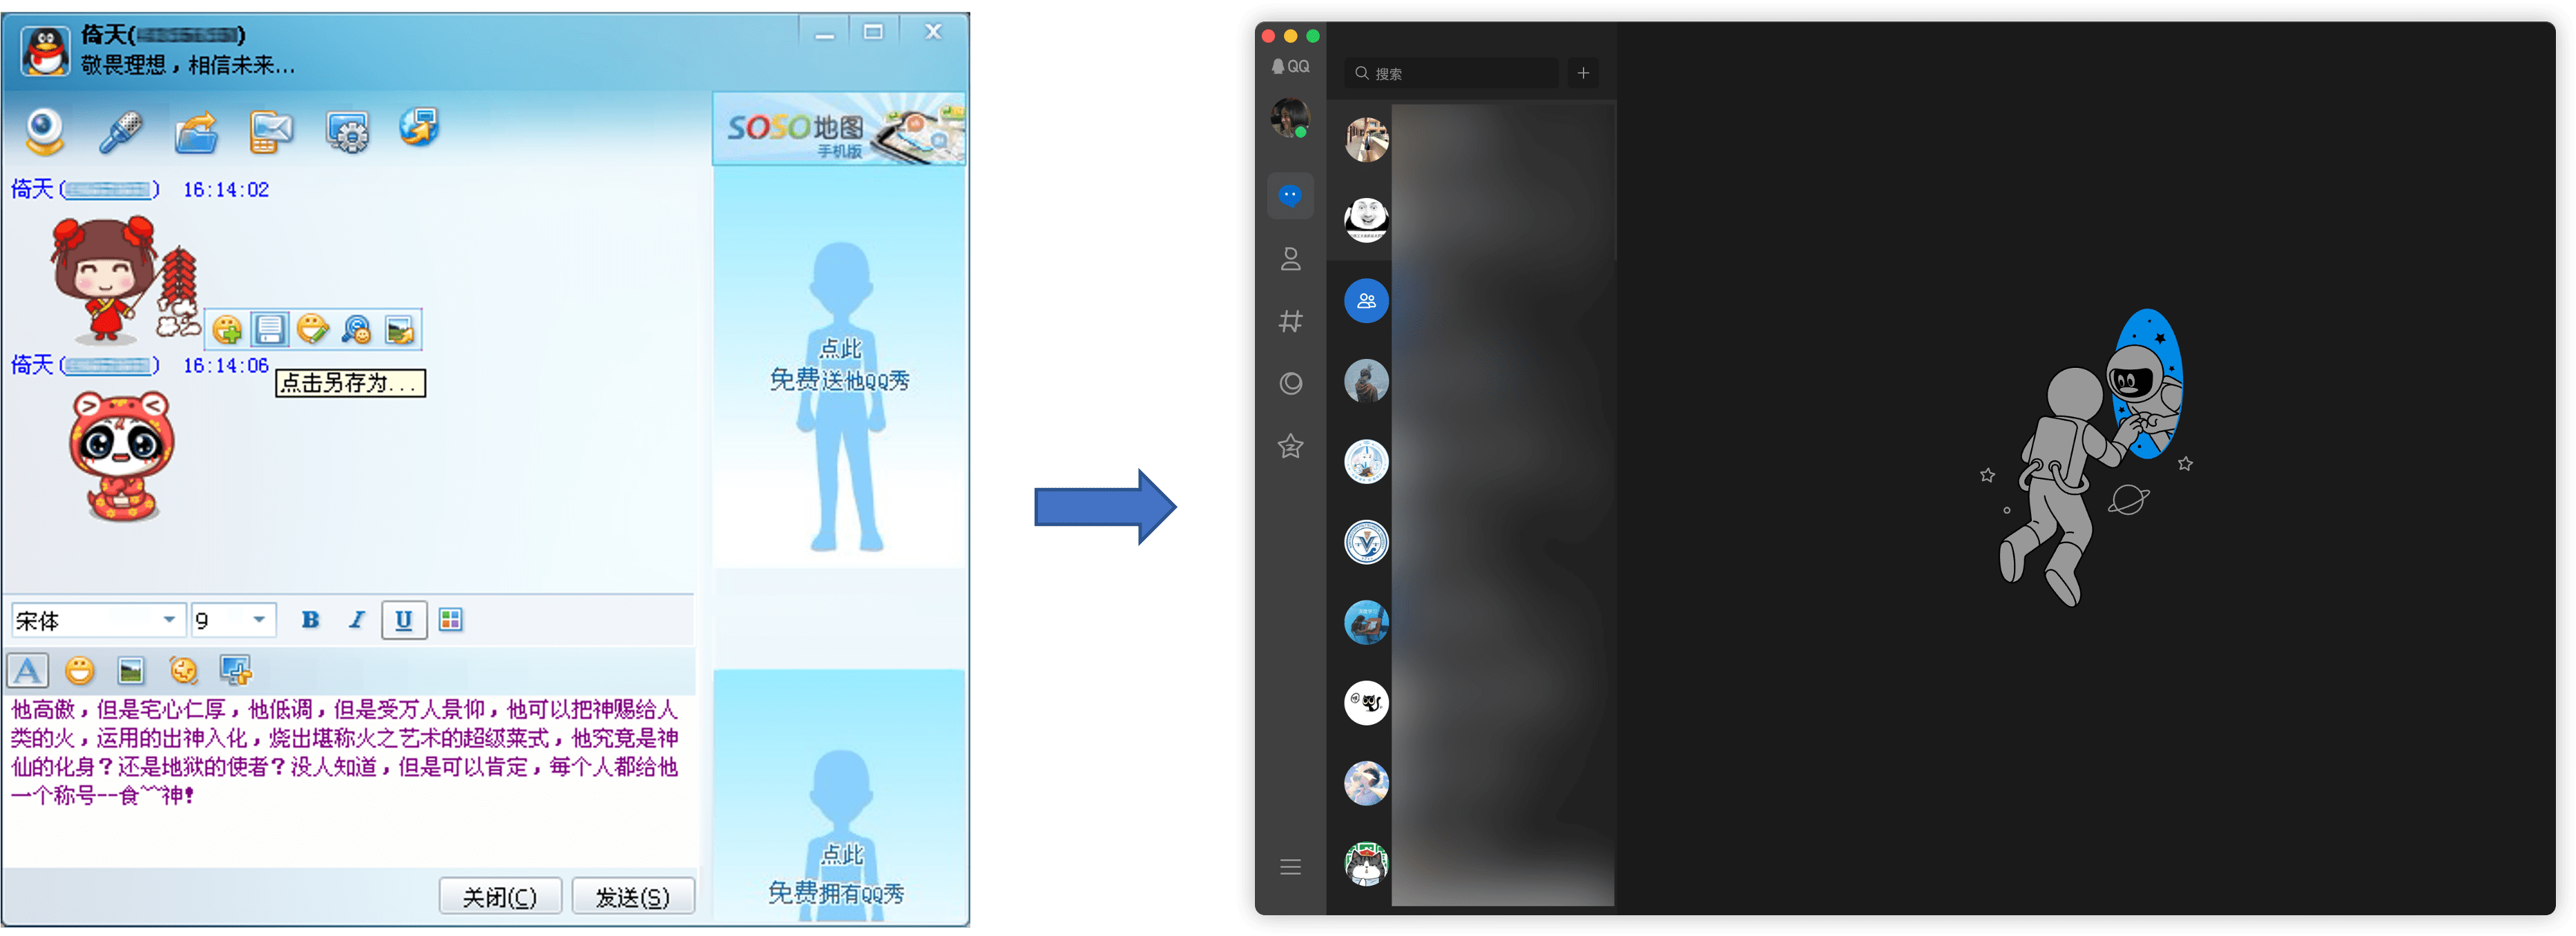 倚天(
)
敬畏理想，相信未来...
SOSO地图
手机版
倚天(
) 16:14:02
倚天(
) 16:14:06
点击另存为...
点此
免费送他QQ秀
宋体
9
B
I
U
A
他高傲，但是宅心仁厚，他低调，但是受万人景仰，他可以把神赐给人
类的火，运用的出神入化，烧出堪称火之艺术的超级菜式，他究竟是神
仙的化身？还是地狱的使者？没人知道，但是可以肯定，每个人都给他
一个称号--食^^神！
点此
免费拥有QQ秀
关闭(C)
发送(S)
QQ
搜索